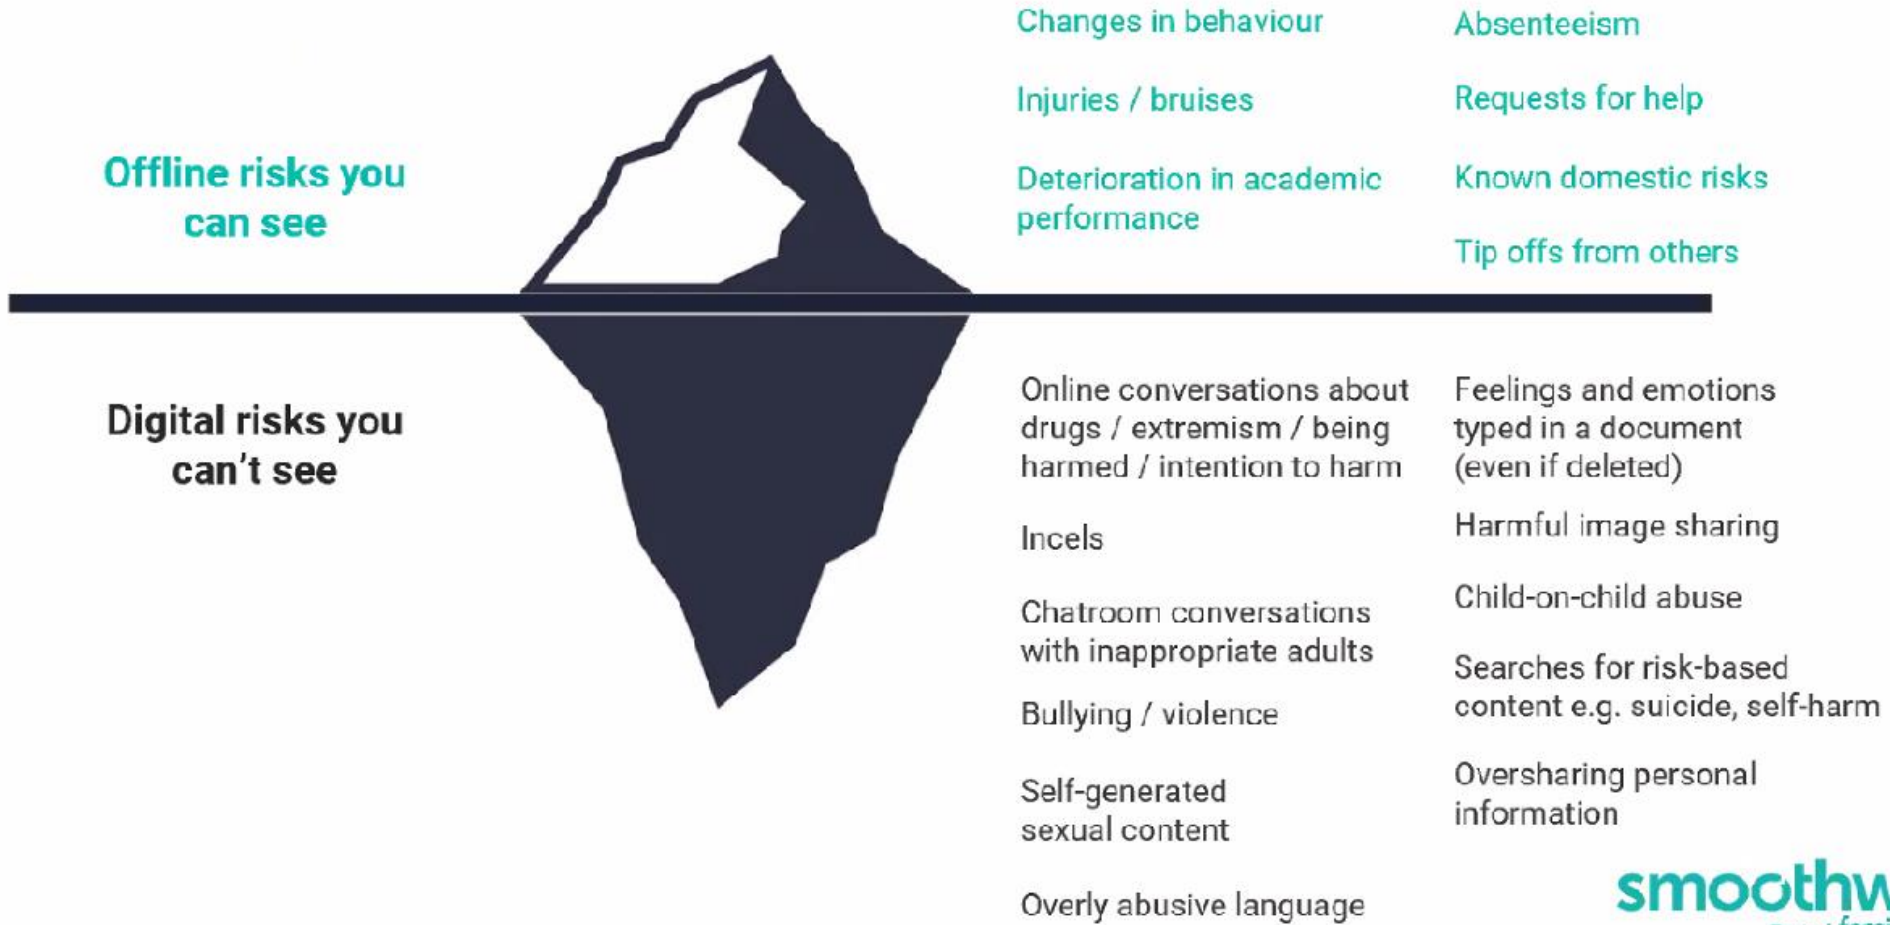 Offline risks you
can see
Changes in behaviour
Injuries / bruises
Deterioration in academic
performance
Absenteeism
Requests for help
Known domestic risks
Tip offs from others
Digital risks you
can't see
Online conversations about
drugs / extremism / being
harmed / intention to harm
Incels
Chatroom conversations
with inappropriate adults
Bullying / violence
Self-generated
sexual content
Overly abusive language
Feelings and emotions
typed in a document
(even if deleted)
Harmful image sharing
Child-on-child abuse
Searches for risk-based
content e.g. suicide, self-harm
Oversharing personal
information
smoothw